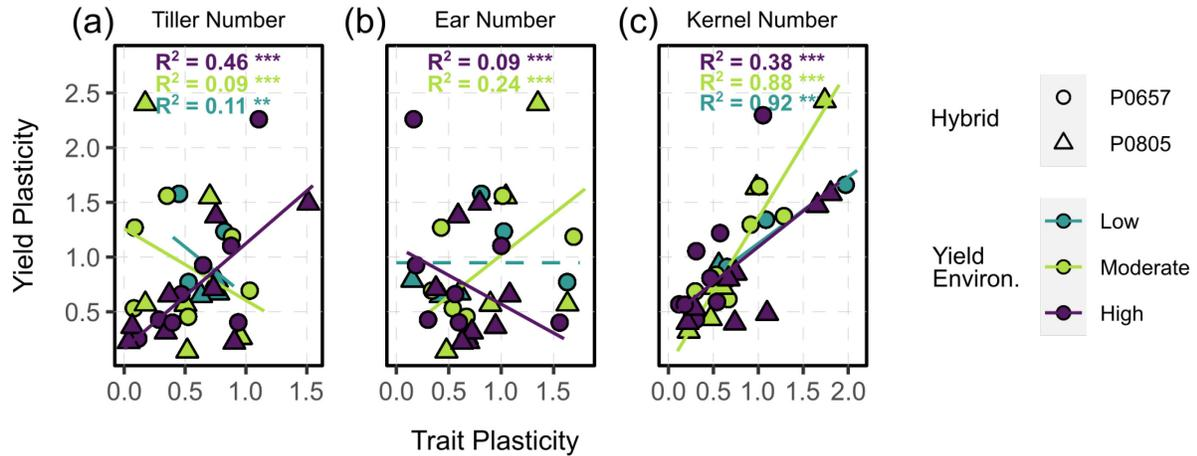 (a) Tiller Number
(b) Ear Number
(c) Kernel Number
R² = 0.46 ***
R² = 0.09 ***
R² = 0.11 **
R² = 0.09 ***
R² = 0.24 ***
R² = 0.38 ***
R² = 0.88 ***
R² = 0.92
Yield Plasticity
2.5
2.0
1.5
1.0
0.5
0.0 0.5 1.0 1.5
0.0 0.5 1.0 1.5
0.0 0.5 1.0 1.5 2.0
Trait Plasticity
Hybrid
P0657
P0805
Yield
Environ.
Low
Moderate
High